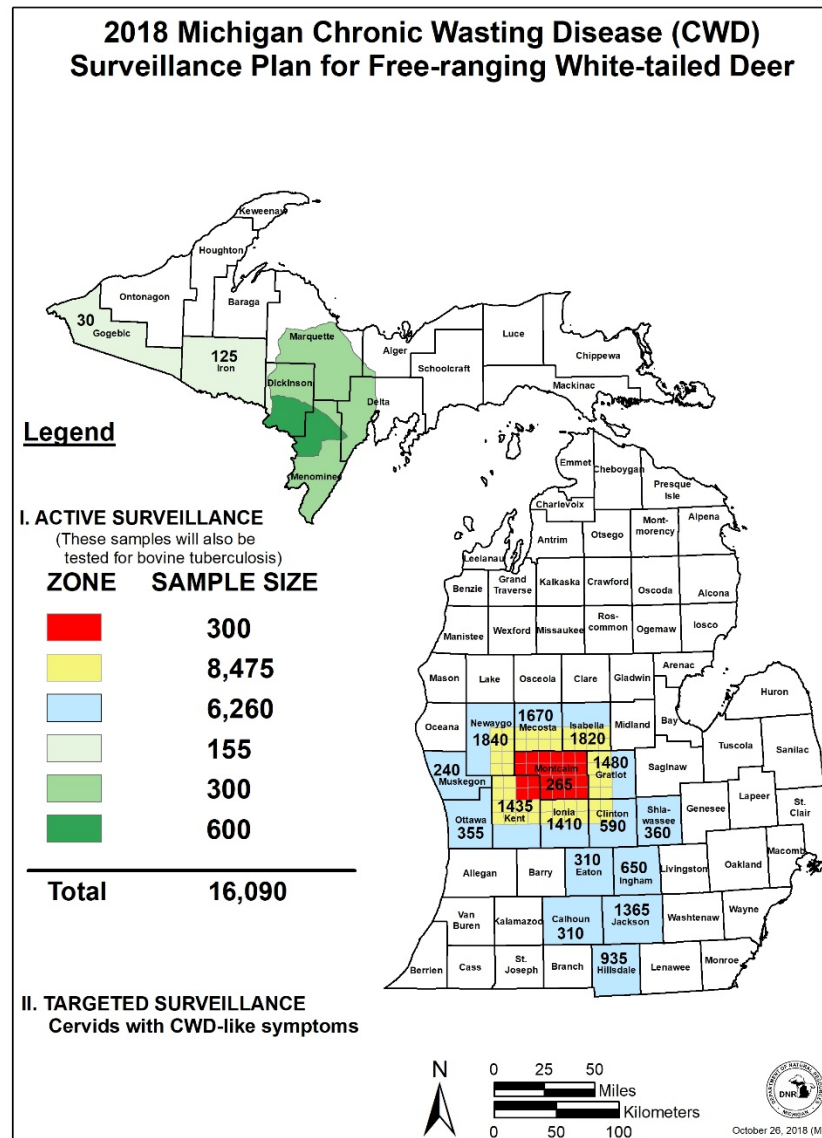 2018 Michigan Chronic Wasting Disease (CWD)
Surveillance Plan for Free-ranging White-tailed Deer
Keweenaw
Houghton
Ontonagon
Baraga
30
Gogebic
125
Iron
Marquette
Dickinson
Menominee
Delta
Alger
Schoolcraft
Luce
Chippewa
Mackinac
Legend
I. ACTIVE SURVEILLANCE
(These samples will also be
tested for bovine tuberculosis)
ZONE SAMPLE SIZE
300
8,475
6,260
155
300
600
Total 16,090
II. TARGETED SURVEILLANCE
Cervids with CWD-like symptoms
Emmet
Cheboygan
Presque
Isle
Charlevoix
Antrim
Otsego
Mont-
morency
Alpena
Leelanau
Benzie
Grand
Traverse
Kalkaska
Crawford
Oscoda
Alcona
Manistee
Wexford
Missaukee
Ros-
common
Ogemaw
Iosco
Mason
Lake
Osceola
Clare
Gladwin
Arenac
Huron
Oceana
Newaygo
1840
1670
Mecosta
Isabella
1820
Midland
Bay
Tuscola
Sanilac
240
Muskegon
Montcalm
265
1480
Gratiot
Saginaw
Ottawa
355
1435
Kent
Ionia
1410
Clinton
590
Shia-
wassee
360
Genesee
Lapeer
St.
Clair
Allegan
Barry
310
Eaton
650
Ingham
Livingston
Oakland
Macomb
Van
Buren
Kalamazoo
Calhoun
310
1365
Jackson
Washtenaw
Wayne
Berrien
Cass
St.
Joseph
Branch
935
Hillsdale
Lenawee
Monroe
N
0 25 50
Miles
Kilometers
0 50 100
DEPARTMENT OF NATURAL RESOURCES
DNR
MICHIGAN
October 26, 2018 (M